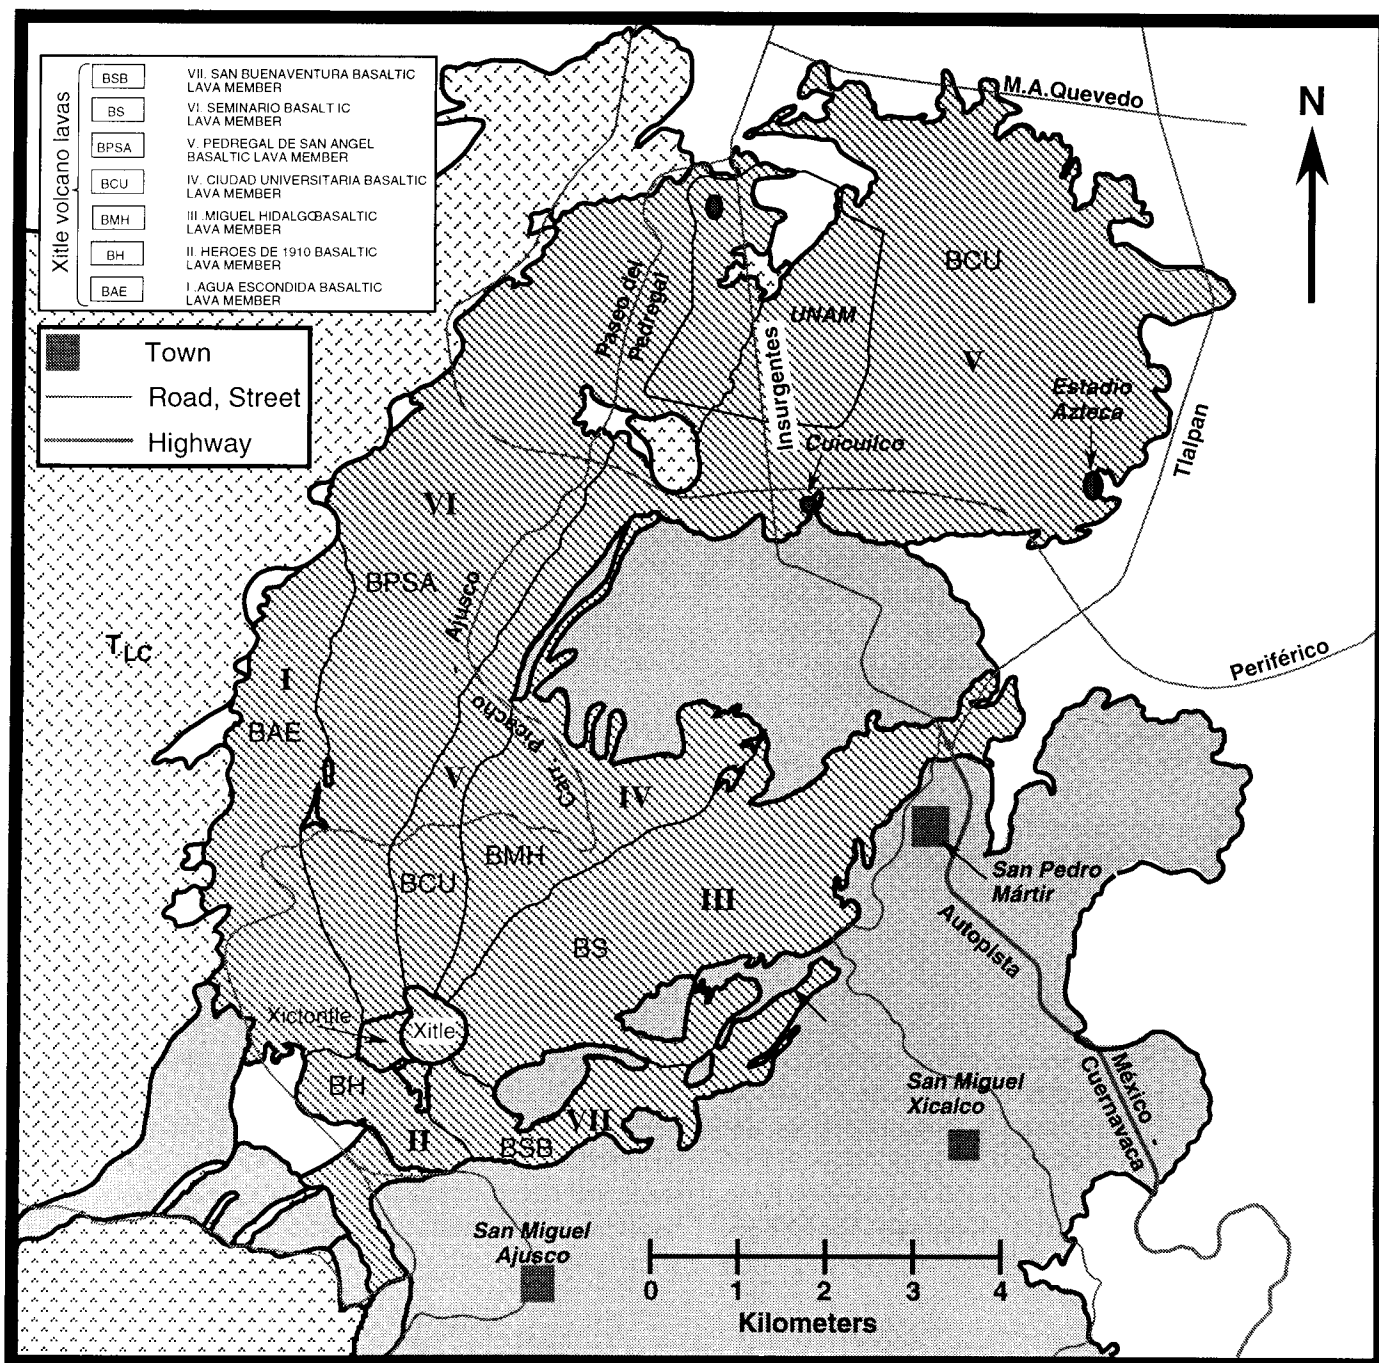 Xitle volcano lavas
BSB VII. SAN BUENAVENTURA BASALTIC
LAVA MEMBER
BS VI. SEMINARIO BASALT IC
LAVA MEMBER
BPSA V. PEDREGAL DE SAN ANGEL
BASALTIC LAVA MEMBER
BCU IV. CIUDAD UNIVERSITARIA BASALTIC
LAVA MEMBER
BMH III .MIGUEL HIDALGOBASALTIC
LAVA MEMBER
BH II. HEROES DE 1910 BASALTIC
LAVA MEMBER
BAE I .AGUA ESCONDIDA BASALTIC
LAVA MEMBER
Town
Road, Street
Highway
M.A.Quevedo
N
BCU
Paseo del
Pedregal
UNAM
Insurgentes
V
Estadio
Azteca
Tlalpan
Cuicuilco
VI
BPSA
Ajusco
-
Picacho
Carr.
TLC
I
BAE
Periférico
V
IV
BMH
BCU
III
BS
San Pedro
Mártir
Autopista
México -
Cuernavaca
Xictontle
Xitle
BH
II
VII
BSB
San Miguel
Xicalco
San Miguel
Ajusco
0 1 2 3 4
Kilometers